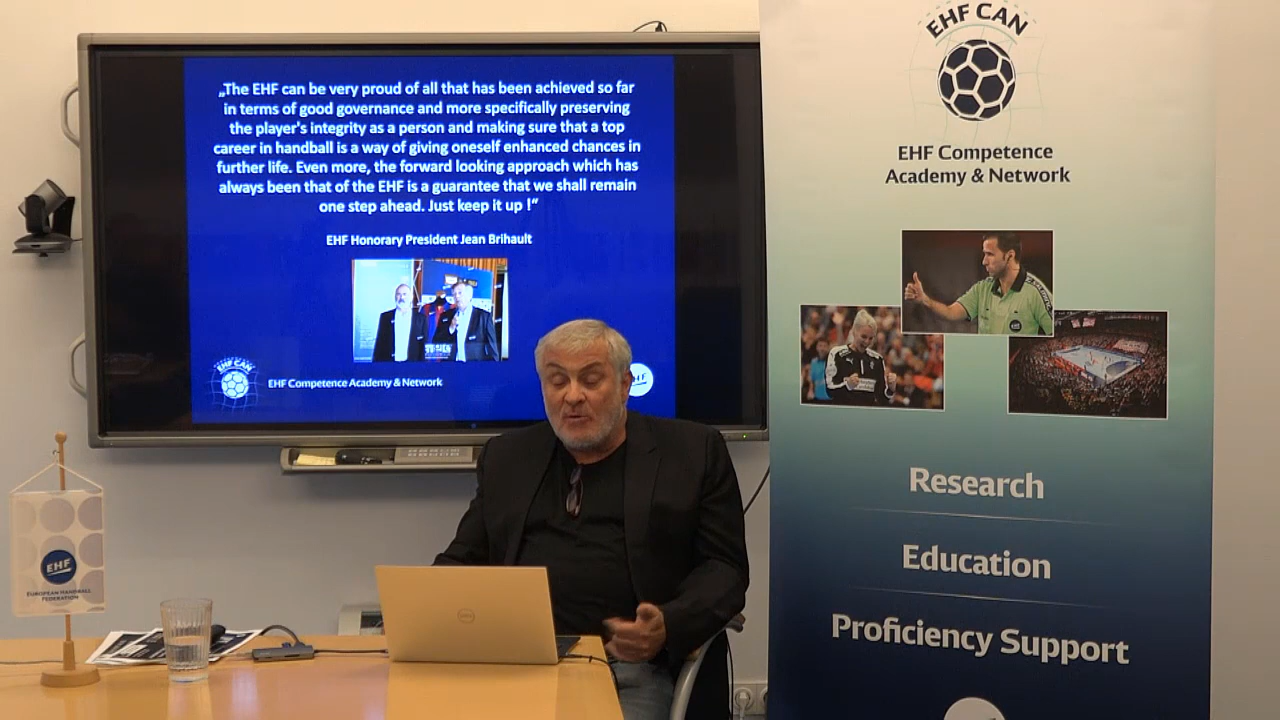 „The EHF can be very proud of all that has been achieved so far
in terms of good governance and more specifically preserving
the player's integrity as a person and making sure that a top
career in handball is a way of giving oneself enhanced chances in
further life. Even more, the forward looking approach which has
always been that of the EHF is a guarantee that we shall remain
one step ahead. Just keep it up !“
EHF Honorary President Jean Brihault
EHF CAN
EHF Competence Academy & Network
EHF
EHF CAN
EHF Competence
Academy & Network
Research
Education
Proficiency Support
EHF
EUROPEAN HANDBALL
FEDERATION
DELL